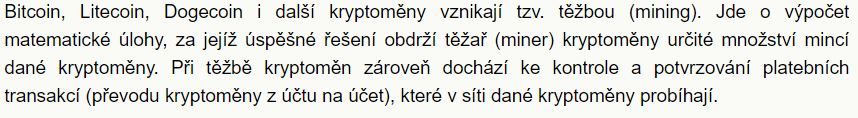 Bitcoin, Litecoin, Dogecoin i další kryptoměny vznikají tzv. těžbou (mining). Jde o výpočet
matematické úlohy, za jejíž úspěšné řešení obdrží těžař (miner) kryptoměny určité množství mincí
dané kryptoměny. Při těžbě kryptoměn zároveň dochází ke kontrole a potvrzování platebních
transakcí (převodu kryptoměny z účtu na účet), které v síti dané kryptoměny probíhají.